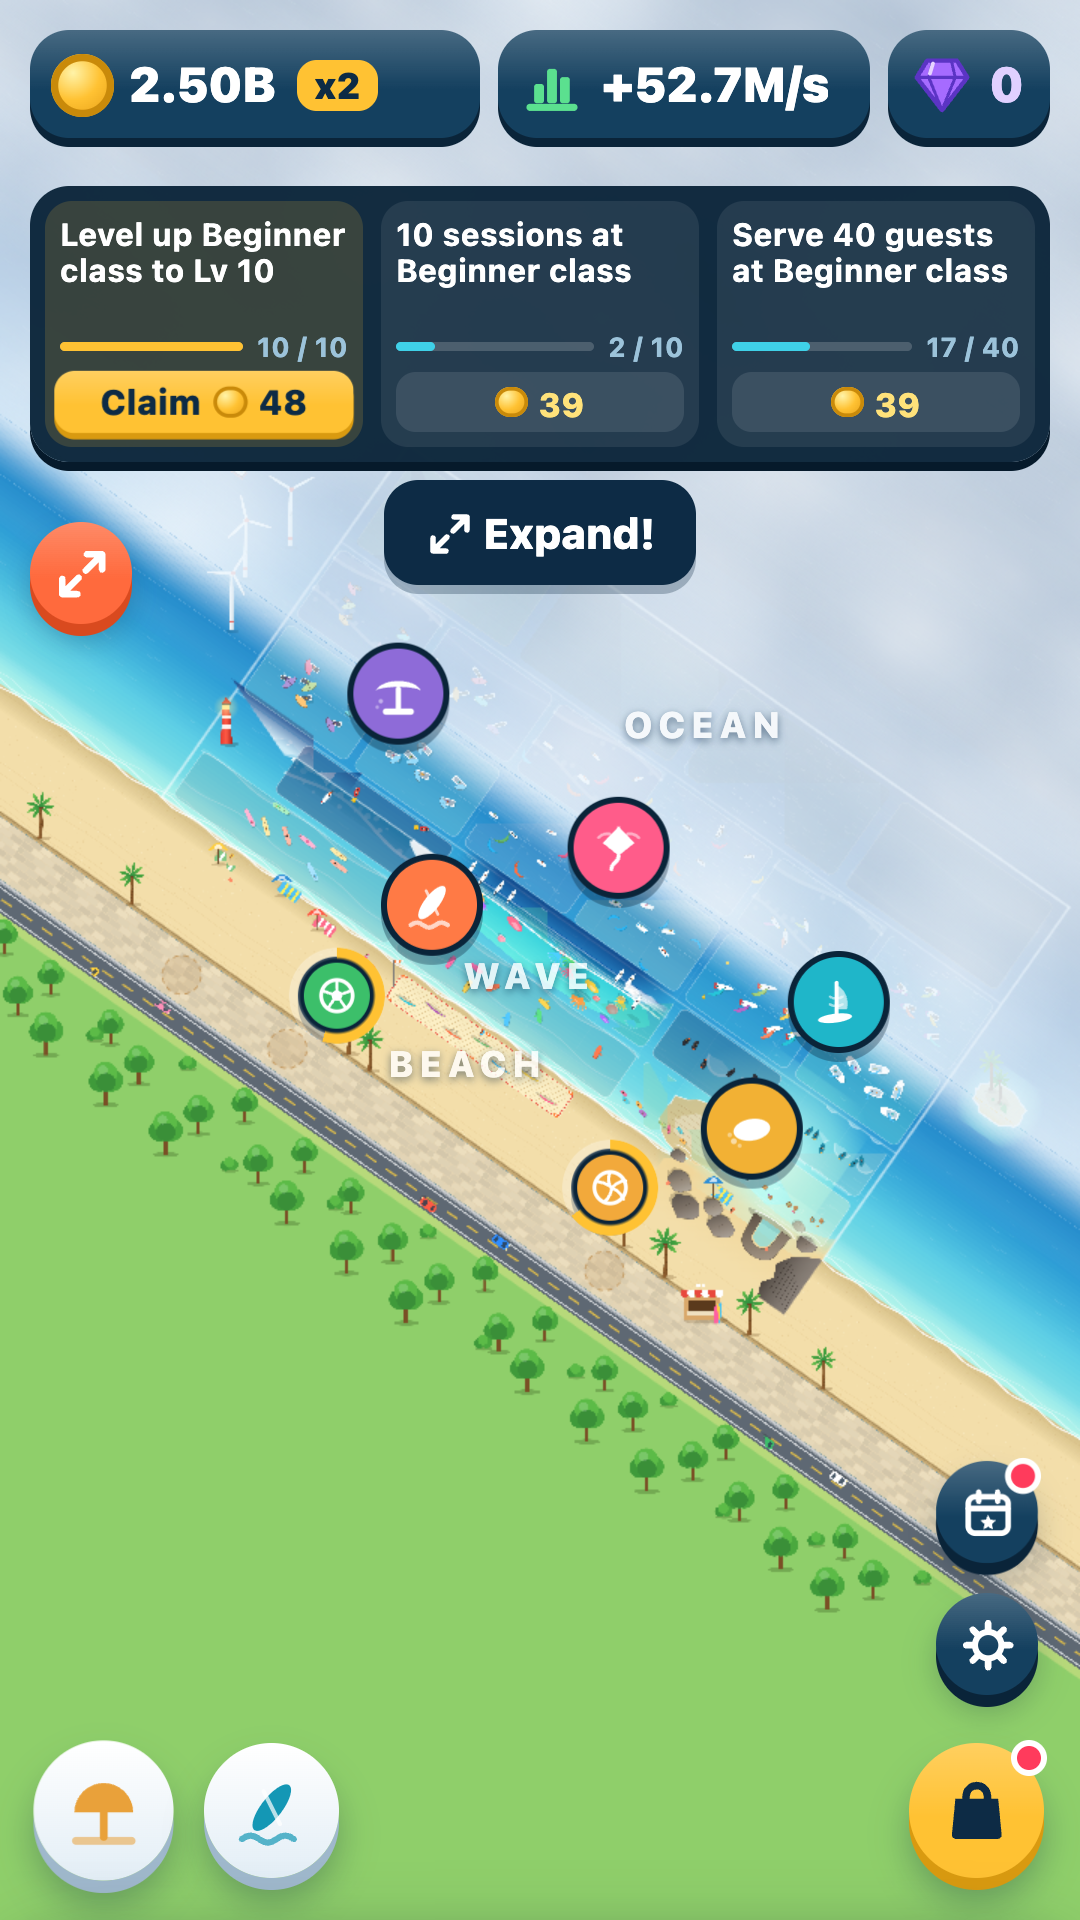 2.50B x2
+52.7M/s
0
Level up Beginner
class to Lv 10
10 / 10
Claim 48
10 sessions at
Beginner class
2 / 10
39
Serve 40 guests
at Beginner class
17 / 40
39
Expand!
OCEAN
WAVE
BEACH